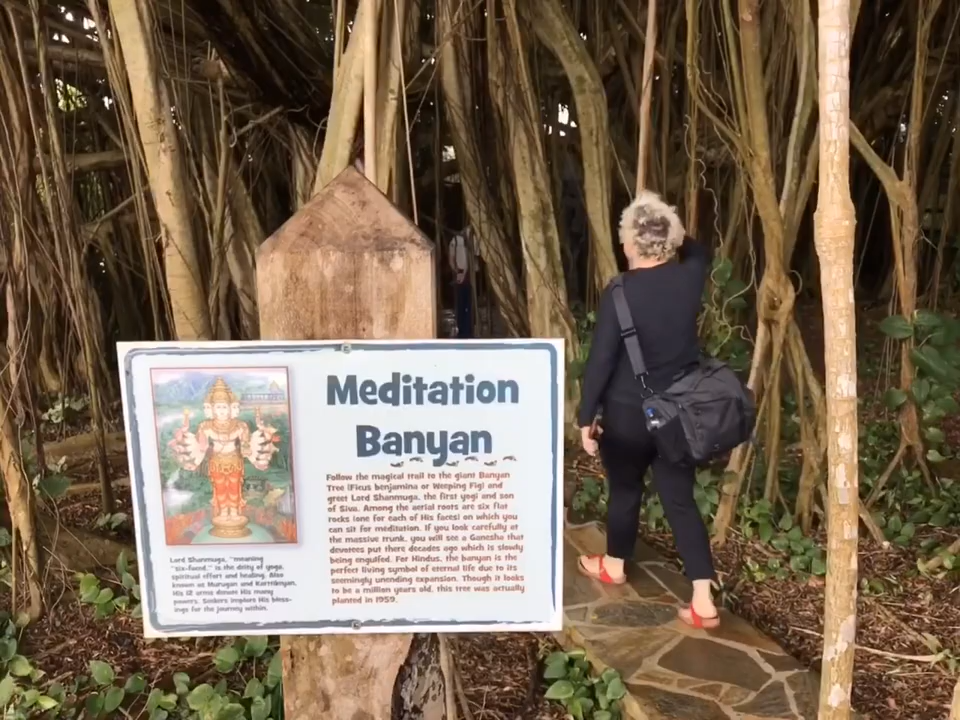 Meditation
Banyan
Follow the magical trail to the giant Banyan
Tree (Ficus benjamina or Weeping Fig) and
greet Lord Shanmuga, the first yogi and son
of Siva. Among the aerial roots are six flat
rocks (one for each of His faces) on which you
can sit for meditation. If you look carefully at
the massive trunk, you will see a Ganesha that
devotees put there decades ago which is slowly
being engulfed. For Hindus, the banyan is the
perfect living symbol of eternal life due to its
seemingly unending expansion. Though it looks
to be a million years old, this tree was actually
planted in 1959.
Lord Shanmuga, "meaning
"six-faced," is the deity of yoga,
spiritual effort and healing. Also
known as Murugan and Karttikeyan,
His 12 arms denote His many
powers. Seekers implore His bless-
ings for the journey within.